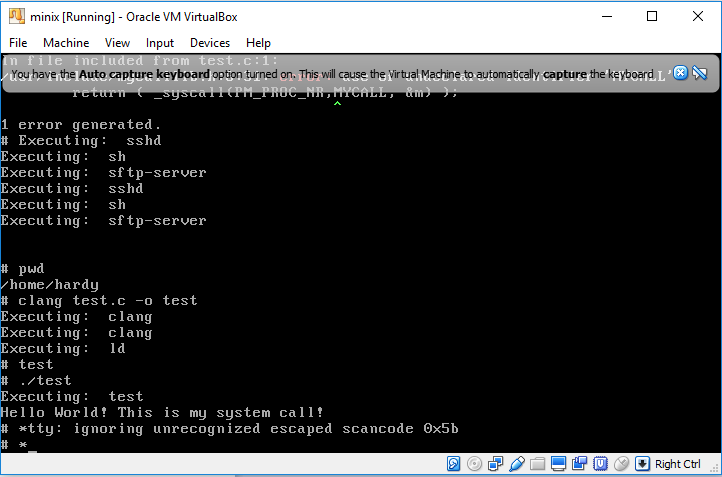 minix [Running] - Oracle VM VirtualBox
File Machine View Input Devices Help
in file included from test.c:1:
You have the Auto capture keyboard option turned on. This will cause the Virtual Machine to automatically capture the keyboard
return ( _syscall(PM_PROC_NR,MYCALL, &m) );
^
1 error generated.
# Executing: sshd
Executing: sh
Executing: sftp-server
Executing: sshd
Executing: sh
Executing: sftp-server
# pwd
/home/hardy
# clang test.c -o test
Executing: clang
Executing: clang
Executing: ld
# test
# ./test
Executing: test
Hello World! This is my system call!
# *tty: ignoring unrecognized escaped scancode 0x5b
# *_
Right Ctrl